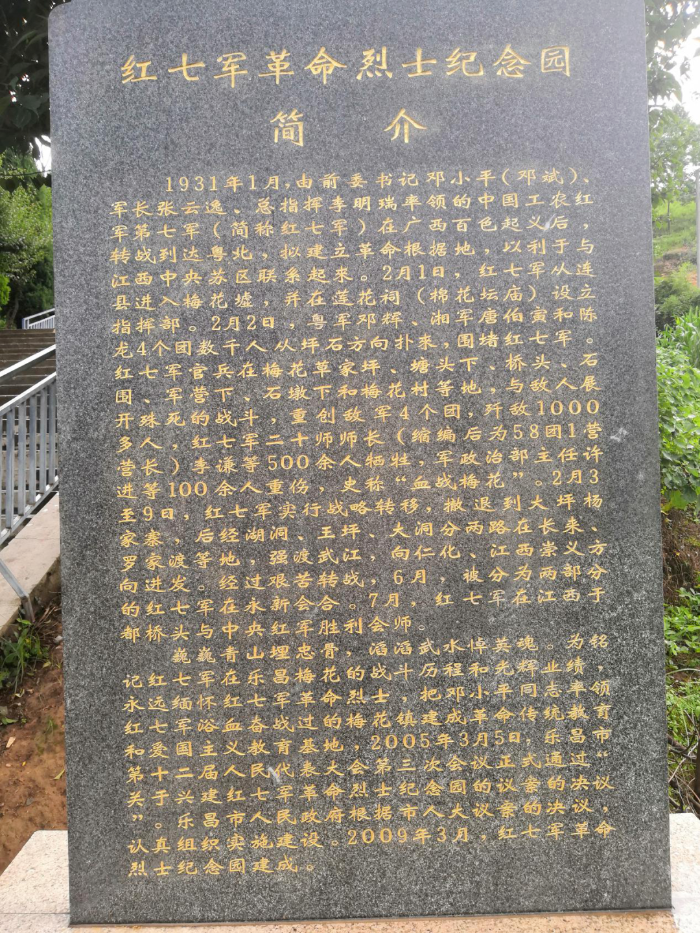 红七军革命烈士纪念园
简 介
1931年1月，由前委书记邓小平（邓斌）、
军长张云逸、总指挥李明瑞率领的中国工农红
军第七军（简称红七军）在广西百色起义后，
转战到达粤北，拟建立革命根据地，以利于与
江西中央苏区联系起来。2月1日，红七军从连
县进入梅花墟，并在莲花祠（棉花坛庙）设立
指挥部。2月2日，粤军邓辉、湘军唐伯寅和陈
龙4个团数千人从坪石方向扑来，围堵红七军。
红七军官兵在梅花草家坪、塘头下、桥头、石
围、军营下、石墩下和梅花村等地，与敌人展
开殊死的战斗，重创敌军4个团，歼敌1000
多人，红七军二十师师长（缩编后为58团1营
营长）李谦等500余人牺牲，军政治部主任许
进等100余人重伤，史称“血战梅花”。2月3
至9日，红七军实行战略转移，撤退到大坪杨
家寨，后经湖洞、王坪、大洞分两路在长来、
罗家渡等地，强渡武江，向仁化、江西崇义方
向进发。经过艰苦转战，6月，被分为两部分
的红七军在永新会合。7月，红七军在江西于
都桥头与中央红军胜利会师。
巍巍青山埋忠骨，滔滔武水悼英魂。为铭
记红七军在乐昌梅花的战斗历程和光辉业绩，
永远缅怀红七军革命烈士，把邓小平同志率领
红七军浴血奋战过的梅花镇建成革命传统教育
和爱国主义教育基地，2005年3月5日，乐昌市
第十二届人民代表大会第三次会议正式通过“
关于兴建红七军革命烈士纪念园的议案的决议
”。乐昌市人民政府根据市人大议案的决议，
认真组织实施建设。2009年3月，红七军革命
烈士纪念园建成。